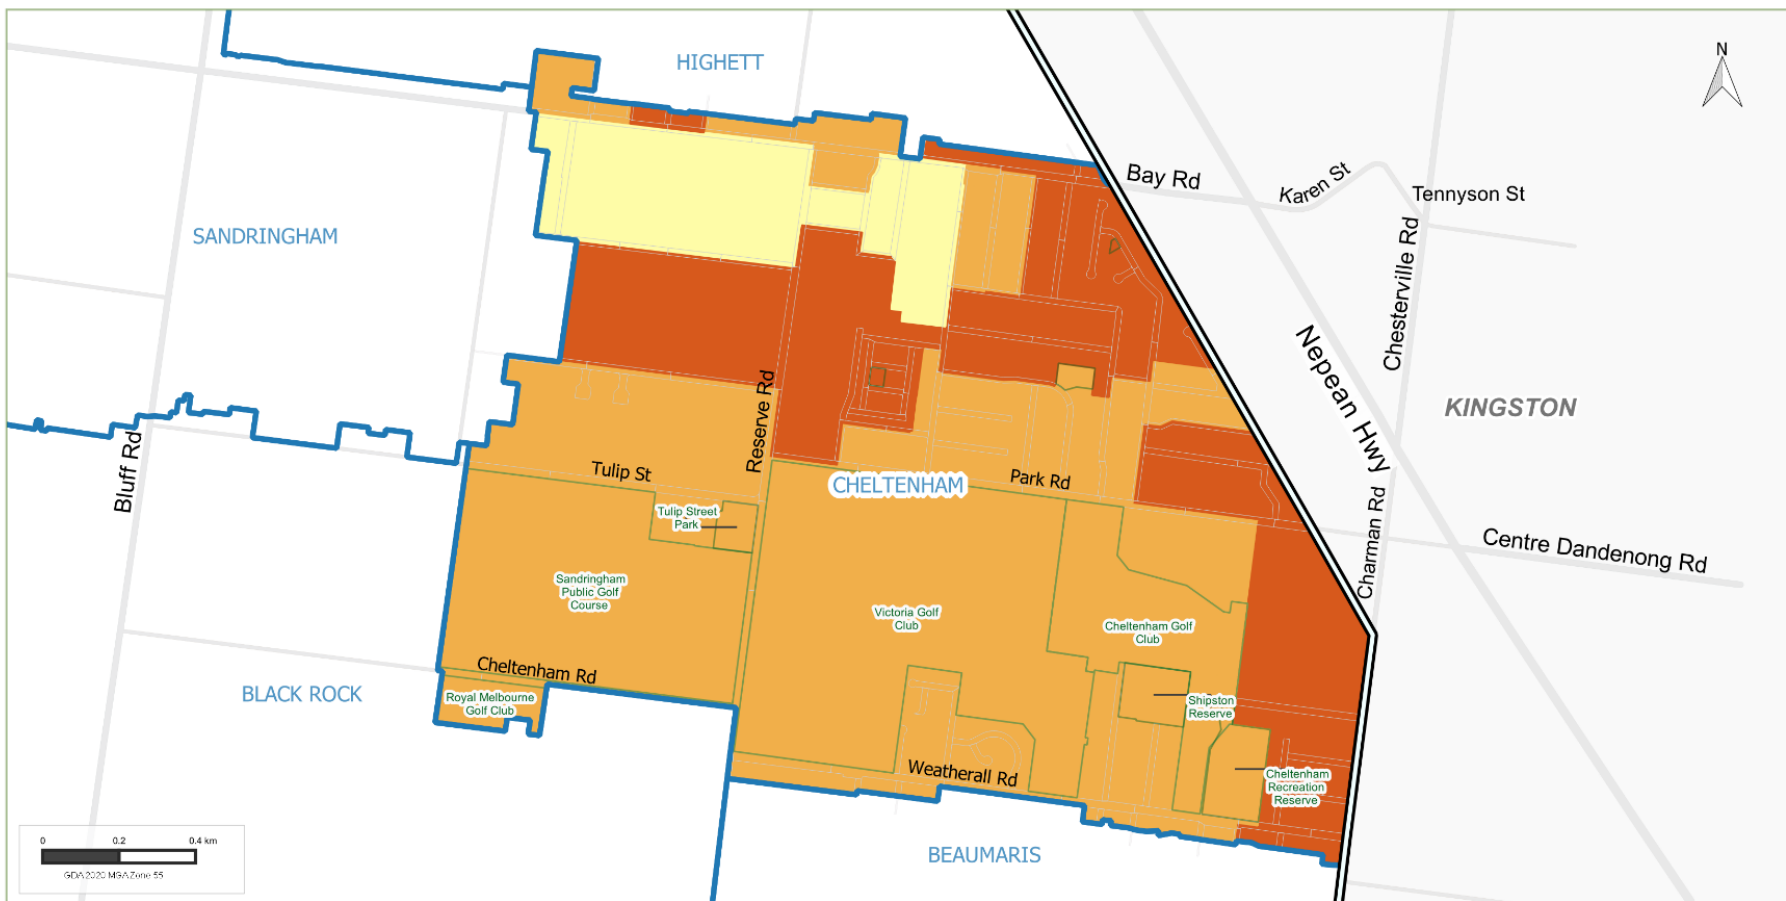 HIGHETT
N
Bay Rd
Karen St
Tennyson St
SANDRINGHAM
Chesterville Rd
Nepean Hwy
KINGSTON
Reserve Rd
Bluff Rd
Tulip St
CHELTENHAM
Park Rd
Charman Rd
Tulip Street
Park
Centre Dandenong Rd
Sandringham
Public Golf
Course
Victoria Golf
Club
Cheltenham Golf
Club
Cheltenham Rd
BLACK ROCK
Royal Melbourne
Golf Club
Shipston
Reserve
Weatherall Rd
Cheltenham
Recreation
Reserve
0 0.2 0.4 km
GDA 2020 MGA Zone 55
BEAUMARIS